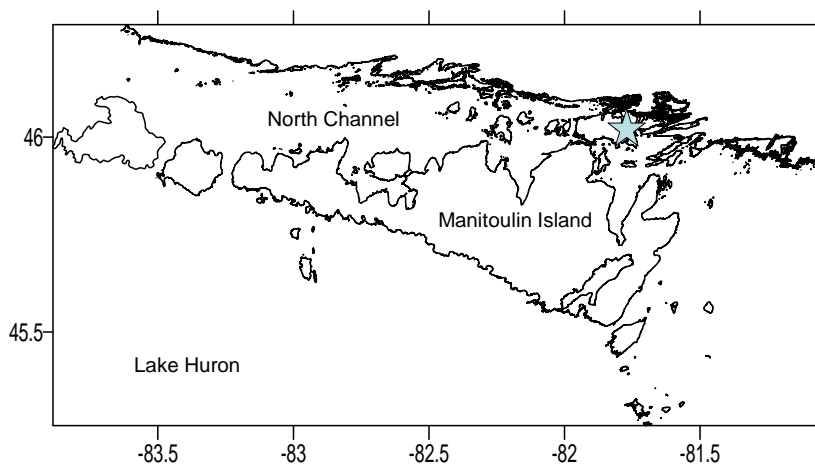 North Channel
46
Manitoulin Island
45.5
Lake Huron
-83.5 -83 -82.5 -82 -81.5